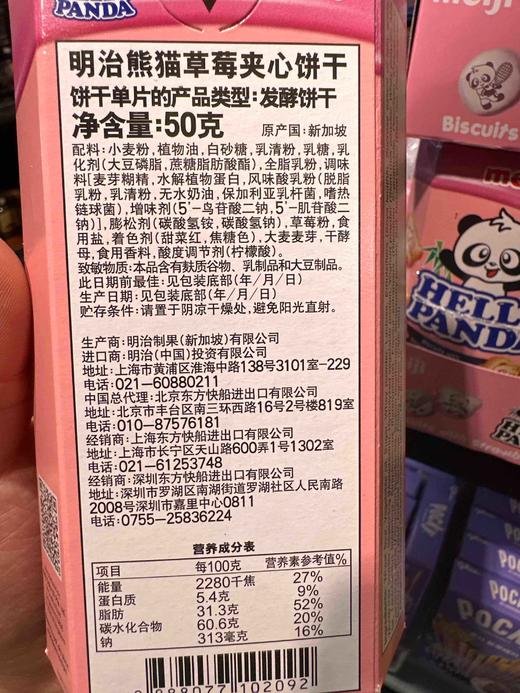 PANDA
明治熊猫草莓夹心饼干
饼干单片的产品类型:发酵饼干
净含量:50克 原产国:新加坡
配料:小麦粉,植物油,白砂糖,乳清粉,乳糖,乳
化剂(大豆磷脂,蔗糖脂肪酸酯),全脂乳粉,调味
料[麦芽糊精,水解植物蛋白,风味酸乳粉(脱脂
乳粉,乳清粉,无水奶油,保加利亚乳杆菌,嗜热
链球菌),增味剂(5'-鸟苷酸二钠,5'-肌苷酸二
钠)],膨松剂(碳酸氢铵,碳酸氢钠),草莓粉,食
用盐,着色剂(甜菜红,焦糖色),大麦麦芽,干酵
母,食用香料,酸度调节剂(柠檬酸)。
致敏物质:本品含有麸质谷物、乳制品和大豆制品。
此日期前最佳:见包装底部(年/月/日)
生产日期:见包装底部(年/月/日)
贮存条件:请置于阴凉干燥处,避免阳光直射。
生产商:明治制果(新加坡)有限公司
进口商:明治(中国)投资有限公司
地址:上海市黄浦区淮海中路138号3101室-229
电话:021-60880211
中国总代理:北京东方快船进出口有限公司
地址:北京市丰台区南三环西路16号2号楼819室
电话:010-87576181
经销商:上海东方快船进出口有限公司
地址:上海市长宁区天山路600弄1号1302室
电话:021-61253748
经销商:深圳东方快船进出口有限公司
地址:深圳市罗湖区南湖街道罗湖社区人民南路
2008号深圳市嘉里中心0811
电话:0755-25836224
营养成分表
项目 每100克 营养素参考值%
能量 2280千焦 27%
蛋白质 5.4克 9%
脂肪 31.3克 52%
碳水化合物 60.6克 20%
钠 313毫克 16%
888077 102092
meiji
Biscuits
me
HELL
PANDA
POC
POCA
POCA